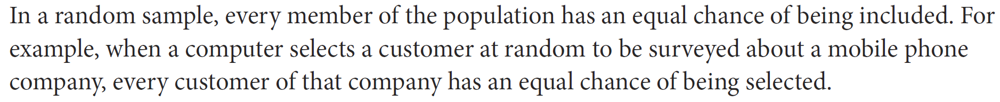 In a random sample, every member of the population has an equal chance of being included. For
example, when a computer selects a customer at random to be surveyed about a mobile phone
company, every customer of that company has an equal chance of being selected.